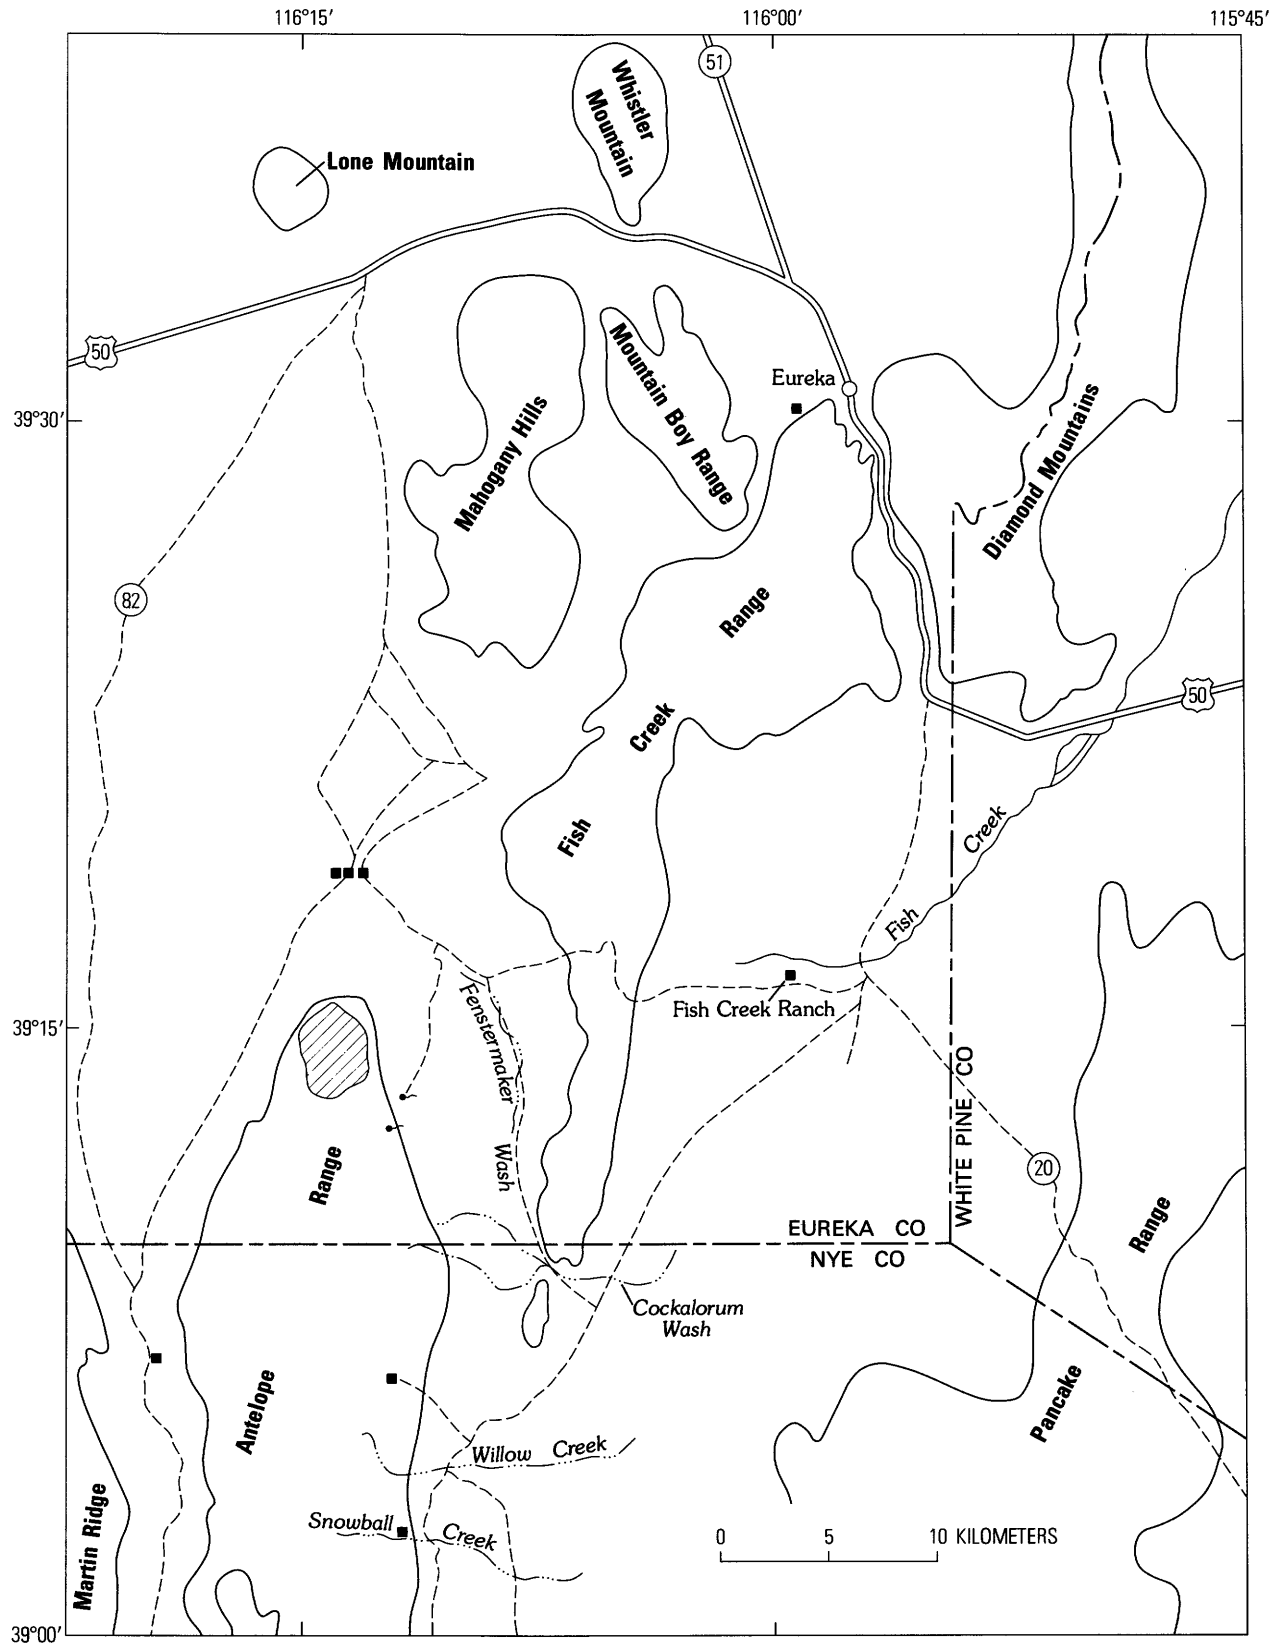 116°15′
116°00′
115°45′
51
Whistler
Mountain
Lone Mountain
50
Eureka
39°30′
Mahogany Hills
Mountain Boy Range
Diamond Mountains
82
Range
Creek
Fish
50
Creek
Fish
Fish Creek Ranch
39°15′
Fenstermaker
Wash
WHITE PINE CO
20
Range
Range
EUREKA CO
NYE CO
Cockalorum
Wash
Antelope
Pancake
Willow Creek
Martin Ridge
Snowball Creek
0 5 10 KILOMETERS
39°00′